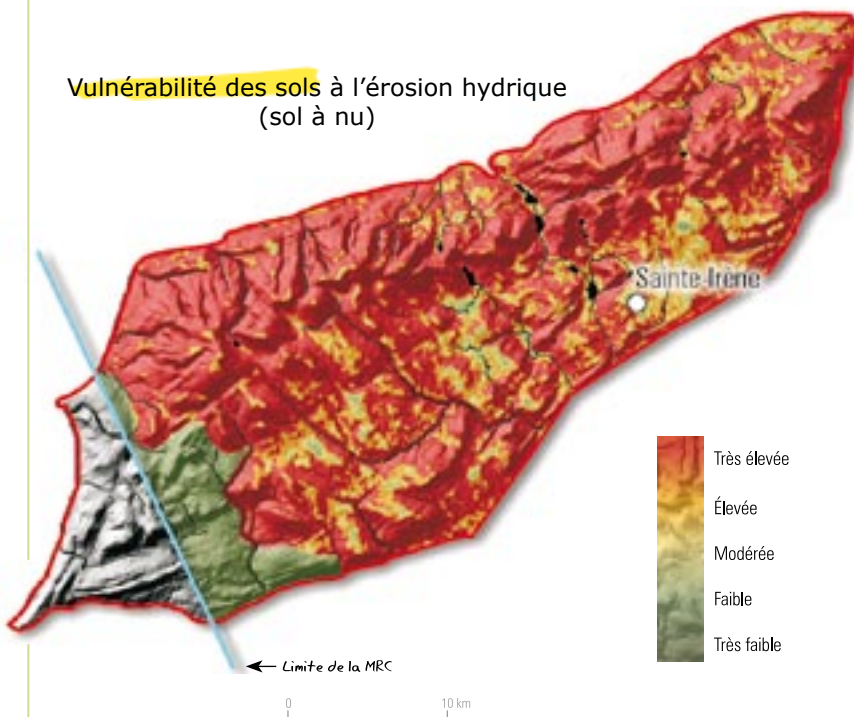 Vulnérabilité des sols à l'érosion hydrique
(sol à nu)
Sainte-Irène
Très élevée
Élevée
Modérée
Faible
Très faible
← Limite de la MRC
0 10 km